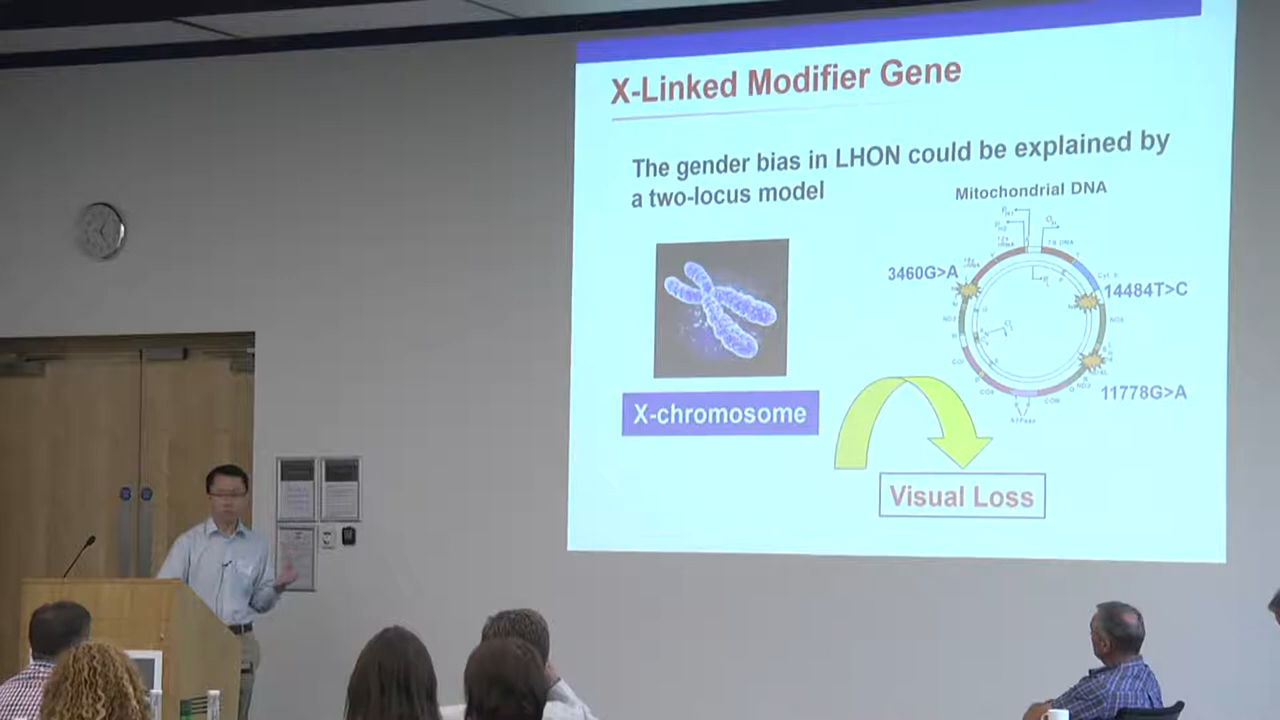 X-Linked Modifier Gene
The gender bias in LHON could be explained by
a two-locus model
Mitochondrial DNA
3460G>A
14484T>C
11778G>A
X-chromosome
Visual Loss